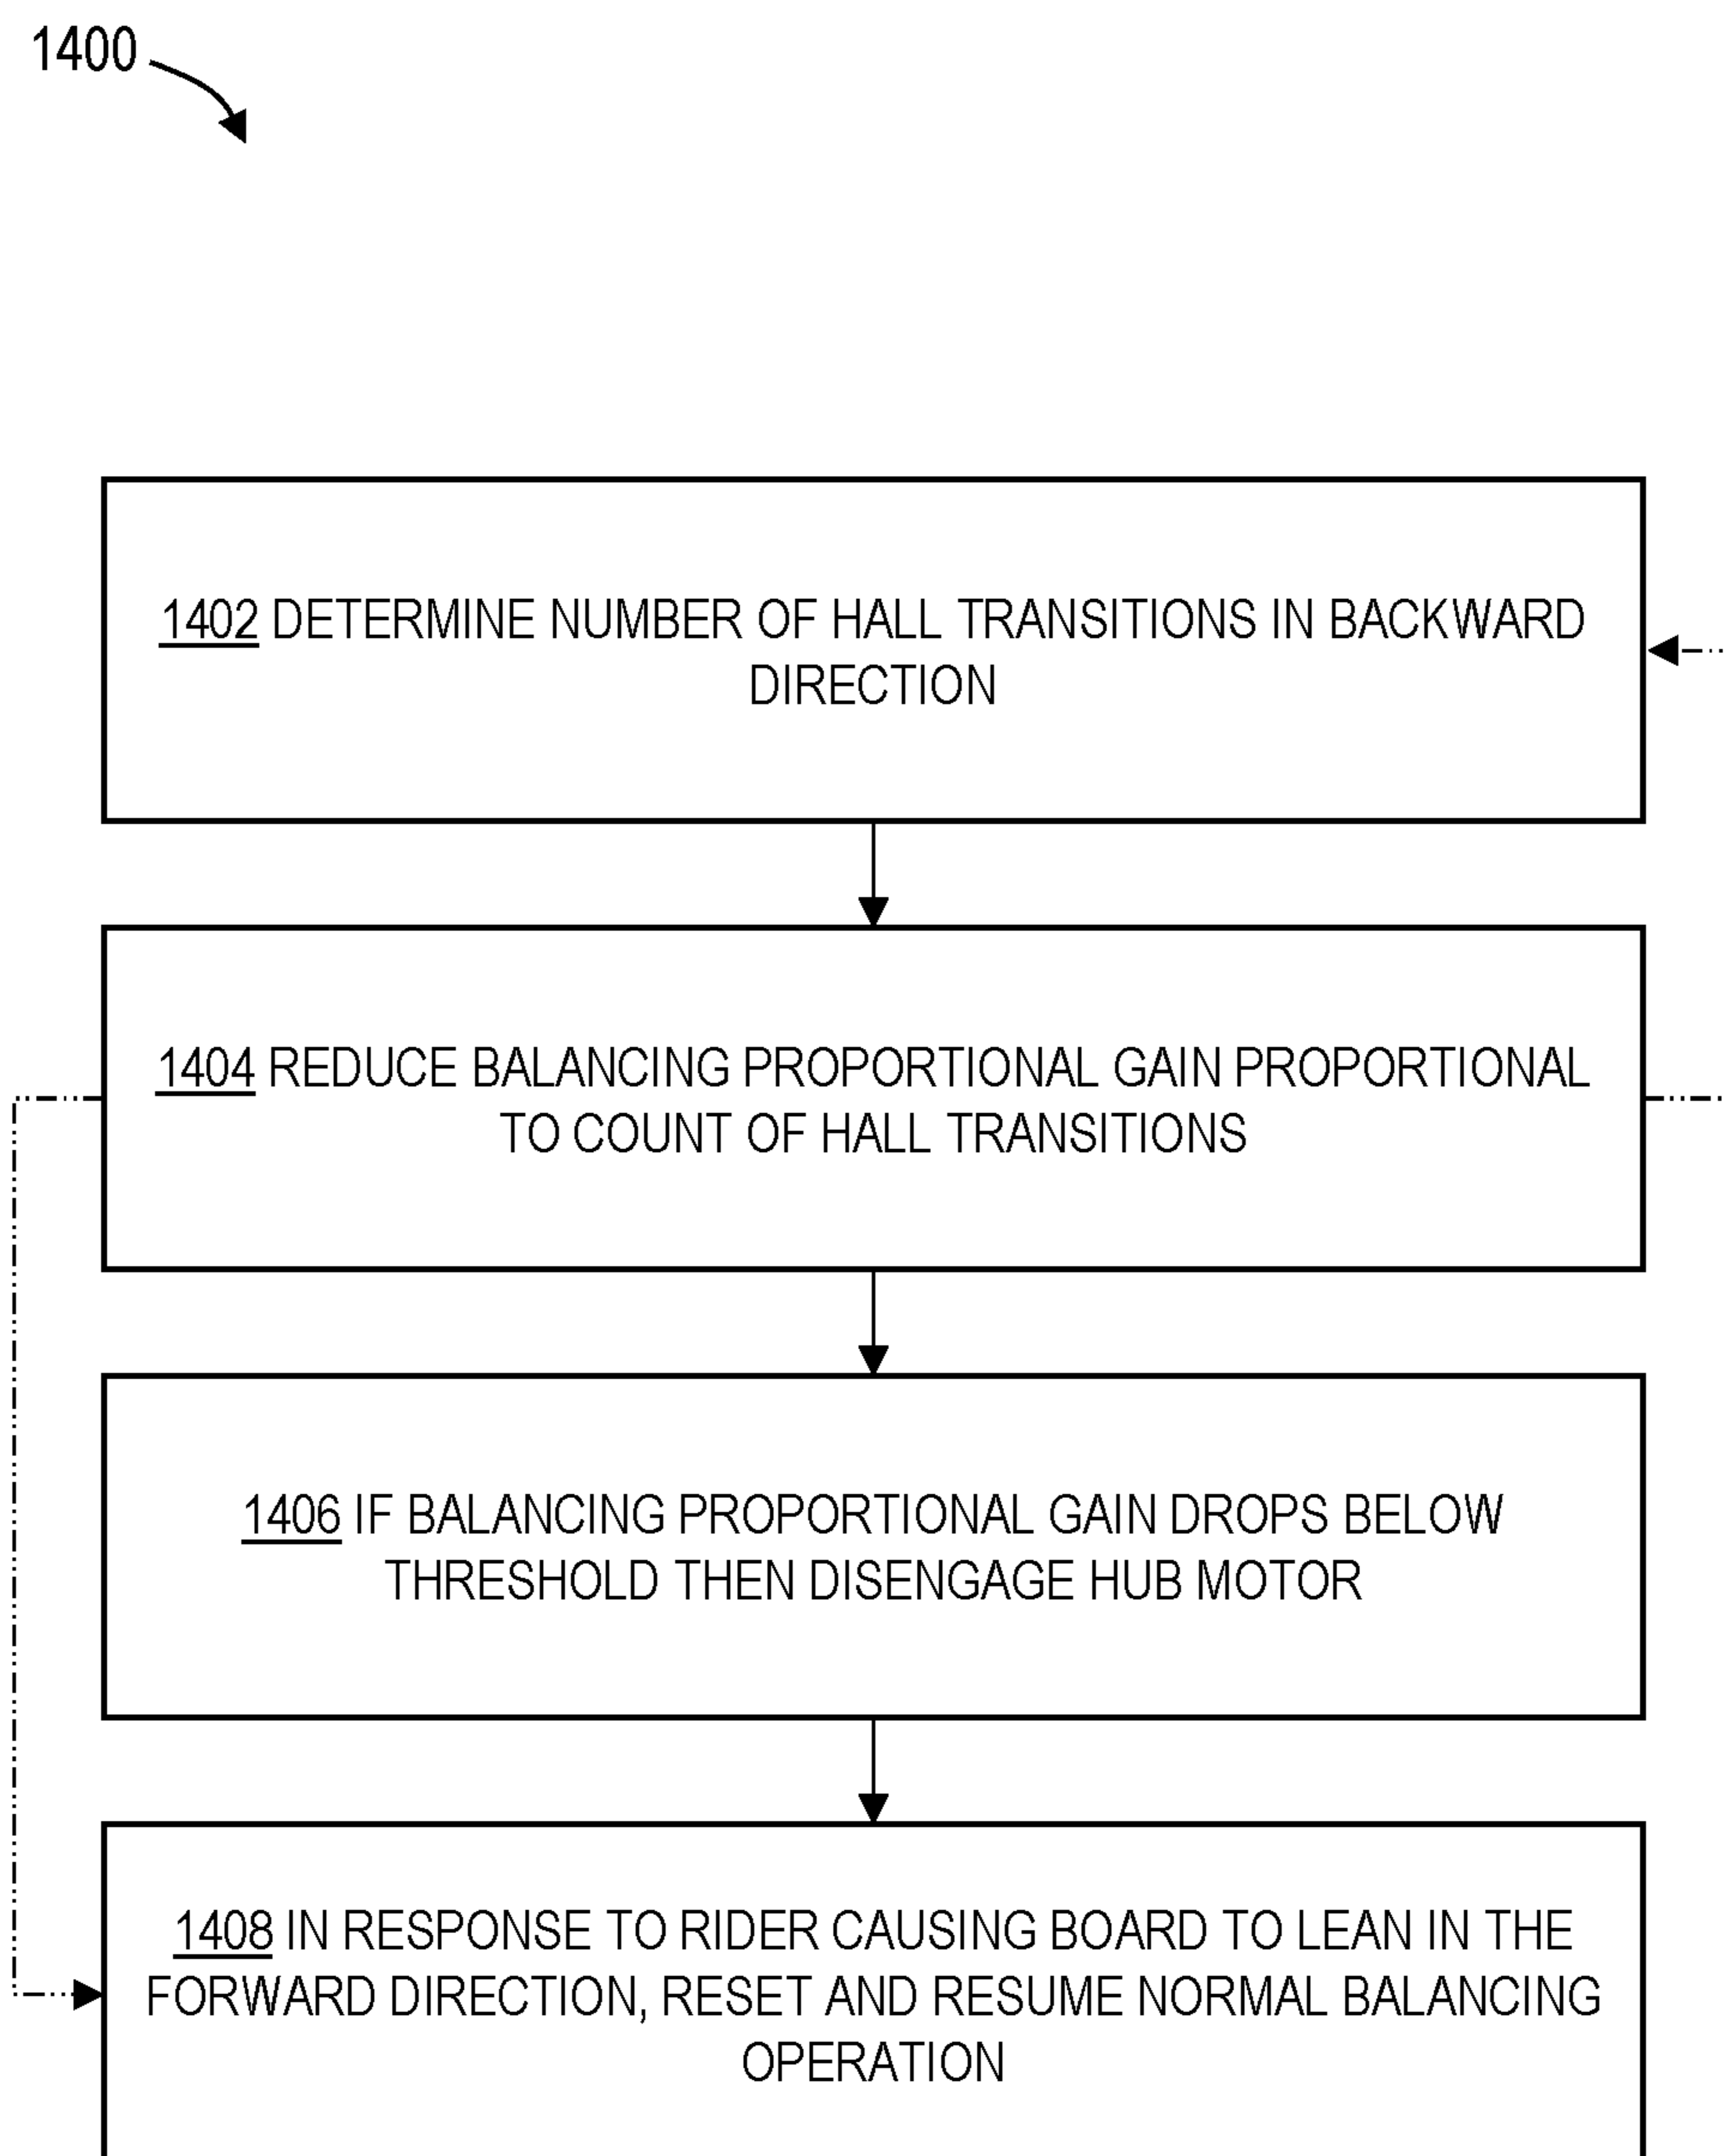 1400
1402 DETERMINE NUMBER OF HALL TRANSITIONS IN BACKWARD
DIRECTION
1404 REDUCE BALANCING PROPORTIONAL GAIN PROPORTIONAL
TO COUNT OF HALL TRANSITIONS
1406 IF BALANCING PROPORTIONAL GAIN DROPS BELOW
THRESHOLD THEN DISENGAGE HUB MOTOR
1408 IN RESPONSE TO RIDER CAUSING BOARD TO LEAN IN THE
FORWARD DIRECTION, RESET AND RESUME NORMAL BALANCING
OPERATION